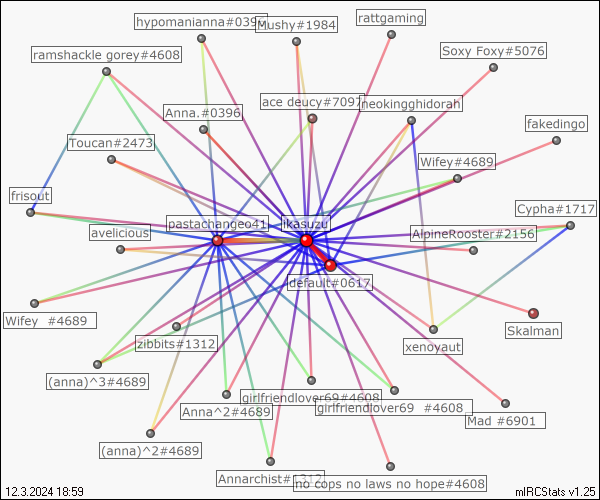 hypomanianna#0396
Mushy#1984
rattgaming
ramshackle gorey#4608
Soxy Foxy#5076
Anna.#0396
ace deucy#7097
neokingghidorah
fakedingo
Toucan#2473
Wifey#4689
frisout
pastachangeo41
ikasuzu
Cypha#1717
avelicious
AlpineRooster#2156
default#0617
Wifey #4689
zibbits#1312
Skalman
xenoyaut
(anna)^3#4689
girlfriendlover69#4608
Anna^2#4689
girlfriendlover69 #4608
Mad #6901
(anna)^2#4689
Annarchist#1312
no cops no laws no hope#4608
12.3.2024 18:59
mIRCStats v1.25